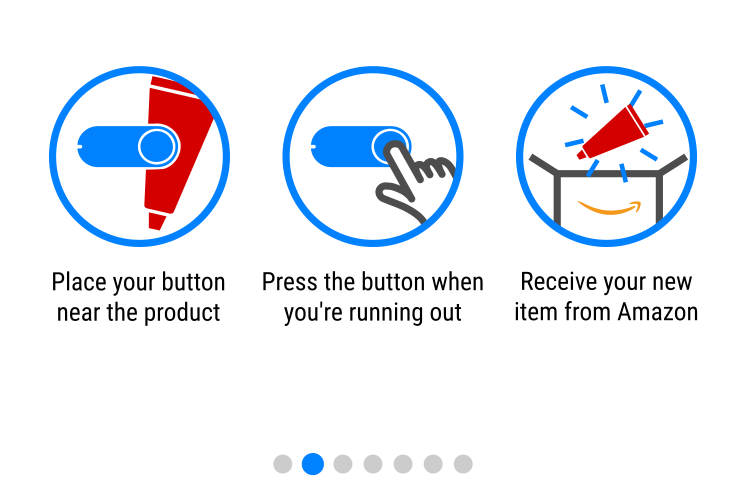 Place your button
near the product
Press the button when
you're running out
Receive your new
item from Amazon